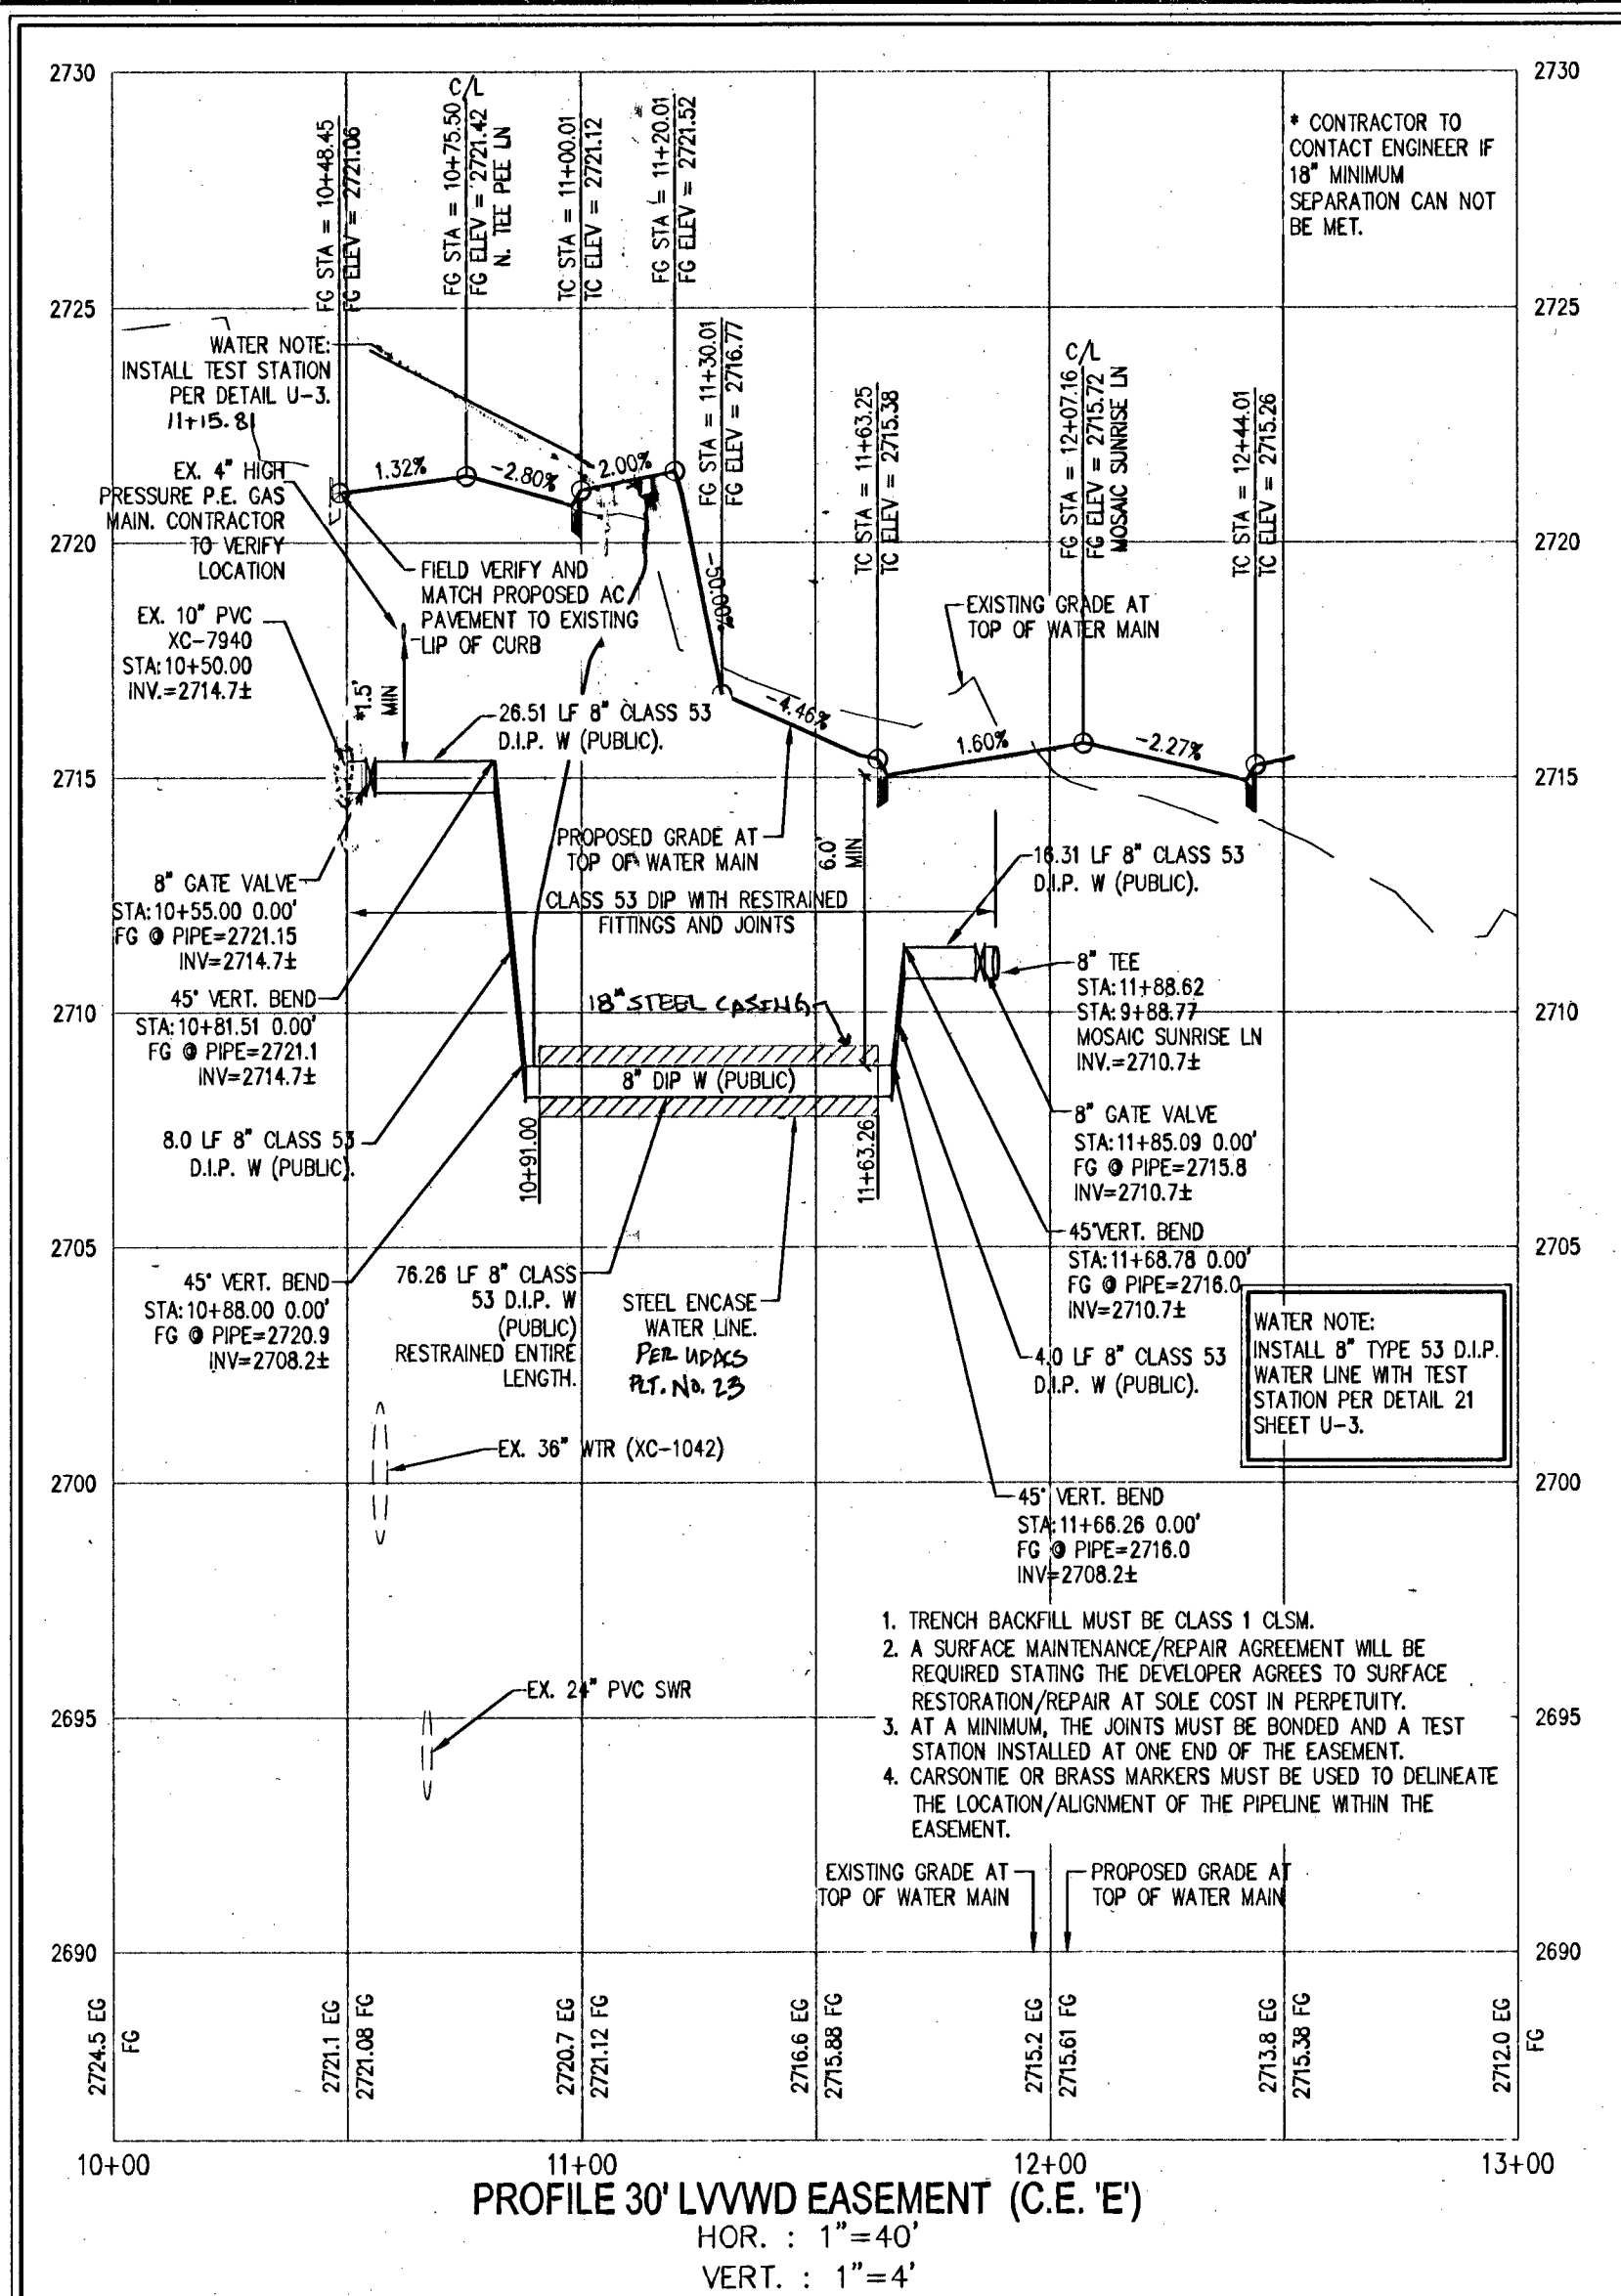 2730
2730
C/L
FG STA = 10+48.45
FG ELEV = 2721.06
FG STA = 10+75.50
FG ELEV = 2721.42
N. TEE PEE LN
TC STA = 11+00.01
TC ELEV = 2721.12
FG STA = 11+20.01
FG ELEV = 2721.52
* CONTRACTOR TO
CONTACT ENGINEER IF
18" MINIMUM
SEPARATION CAN NOT
BE MET.
2725
2725
WATER NOTE:
INSTALL TEST STATION
PER DETAIL U-3.
11+15.81
FG STA = 11+30.01
FG ELEV = 2716.77
TC STA = 11+63.25
TC ELEV = 2715.38
C/L
FG STA = 12+07.16
FG ELEV = 2715.72
MOSAIC SUNRISE LN
TC STA = 12+44.01
TC ELEV = 2715.26
1.32%
-2.80%
2.00%
-50.00%
EX. 4" HIGH
PRESSURE P.E. GAS
MAIN. CONTRACTOR
TO VERIFY
LOCATION
2720
2720
FIELD VERIFY AND
MATCH PROPOSED AC
PAVEMENT TO EXISTING
LIP OF CURB
EXISTING GRADE AT
TOP OF WATER MAIN
EX. 10" PVC
XC-7940
STA:10+50.00
INV.=2714.7±
*1.5'
MIN
26.51 LF 8" CLASS 53
D.I.P. W (PUBLIC).
-4.46%
1.60%
-2.27%
2715
2715
PROPOSED GRADE AT
TOP OF WATER MAIN
6.0'
MIN
16.31 LF 8" CLASS 53
D.I.P. W (PUBLIC).
8" GATE VALVE
STA:10+55.00 0.00'
FG @ PIPE=2721.15
INV=2714.7±
CLASS 53 DIP WITH RESTRAINED
FITTINGS AND JOINTS
8" TEE
STA:11+88.62
STA:9+88.77
MOSAIC SUNRISE LN
INV.=2710.7±
45° VERT. BEND
STA:10+81.51 0.00'
FG @ PIPE=2721.1
INV=2714.7±
2710
2710
18" STEEL CASING
8" DIP W (PUBLIC)
8" GATE VALVE
STA:11+85.09 0.00'
FG @ PIPE=2715.8
INV=2710.7±
8.0 LF 8" CLASS 53
D.I.P. W (PUBLIC).
10+91.00
11+63.26
45°VERT. BEND
STA:11+68.78 0.00'
FG @ PIPE=2716.0
INV=2710.7±
2705
2705
45° VERT. BEND
STA:10+88.00 0.00'
FG @ PIPE=2720.9
INV=2708.2±
76.26 LF 8" CLASS
53 D.I.P. W
(PUBLIC)
RESTRAINED ENTIRE
LENGTH.
STEEL ENCASE
WATER LINE.
PER UDACS
PLT. NO. 23
4.0 LF 8" CLASS 53
D.I.P. W (PUBLIC).
WATER NOTE:
INSTALL 8" TYPE 53 D.I.P.
WATER LINE WITH TEST
STATION PER DETAIL 21
SHEET U-3.
EX. 36" WTR (XC-1042)
2700
2700
45° VERT. BEND
STA:11+66.26 0.00'
FG @ PIPE=2716.0
INV=2708.2±
1. TRENCH BACKFILL MUST BE CLASS 1 CLSM.
2. A SURFACE MAINTENANCE/REPAIR AGREEMENT WILL BE
REQUIRED STATING THE DEVELOPER AGREES TO SURFACE
RESTORATION/REPAIR AT SOLE COST IN PERPETUITY.
3. AT A MINIMUM, THE JOINTS MUST BE BONDED AND A TEST
STATION INSTALLED AT ONE END OF THE EASEMENT.
4. CARSONTIE OR BRASS MARKERS MUST BE USED TO DELINEATE
THE LOCATION/ALIGNMENT OF THE PIPELINE WITHIN THE
EASEMENT.
EX. 24" PVC SWR
2695
2695
EXISTING GRADE AT
TOP OF WATER MAIN
PROPOSED GRADE AT
TOP OF WATER MAIN
2690
2690
2724.5 EG
FG
2721.1 EG
2721.08 FG
2720.7 EG
2721.12 FG
2716.6 EG
2715.88 FG
2715.2 EG
2715.61 FG
2713.8 EG
2715.38 FG
2712.0 EG
FG
10+00
11+00
12+00
13+00
PROFILE 30' LVVWD EASEMENT (C.E. 'E')
HOR. : 1"=40'
VERT. : 1"=4'